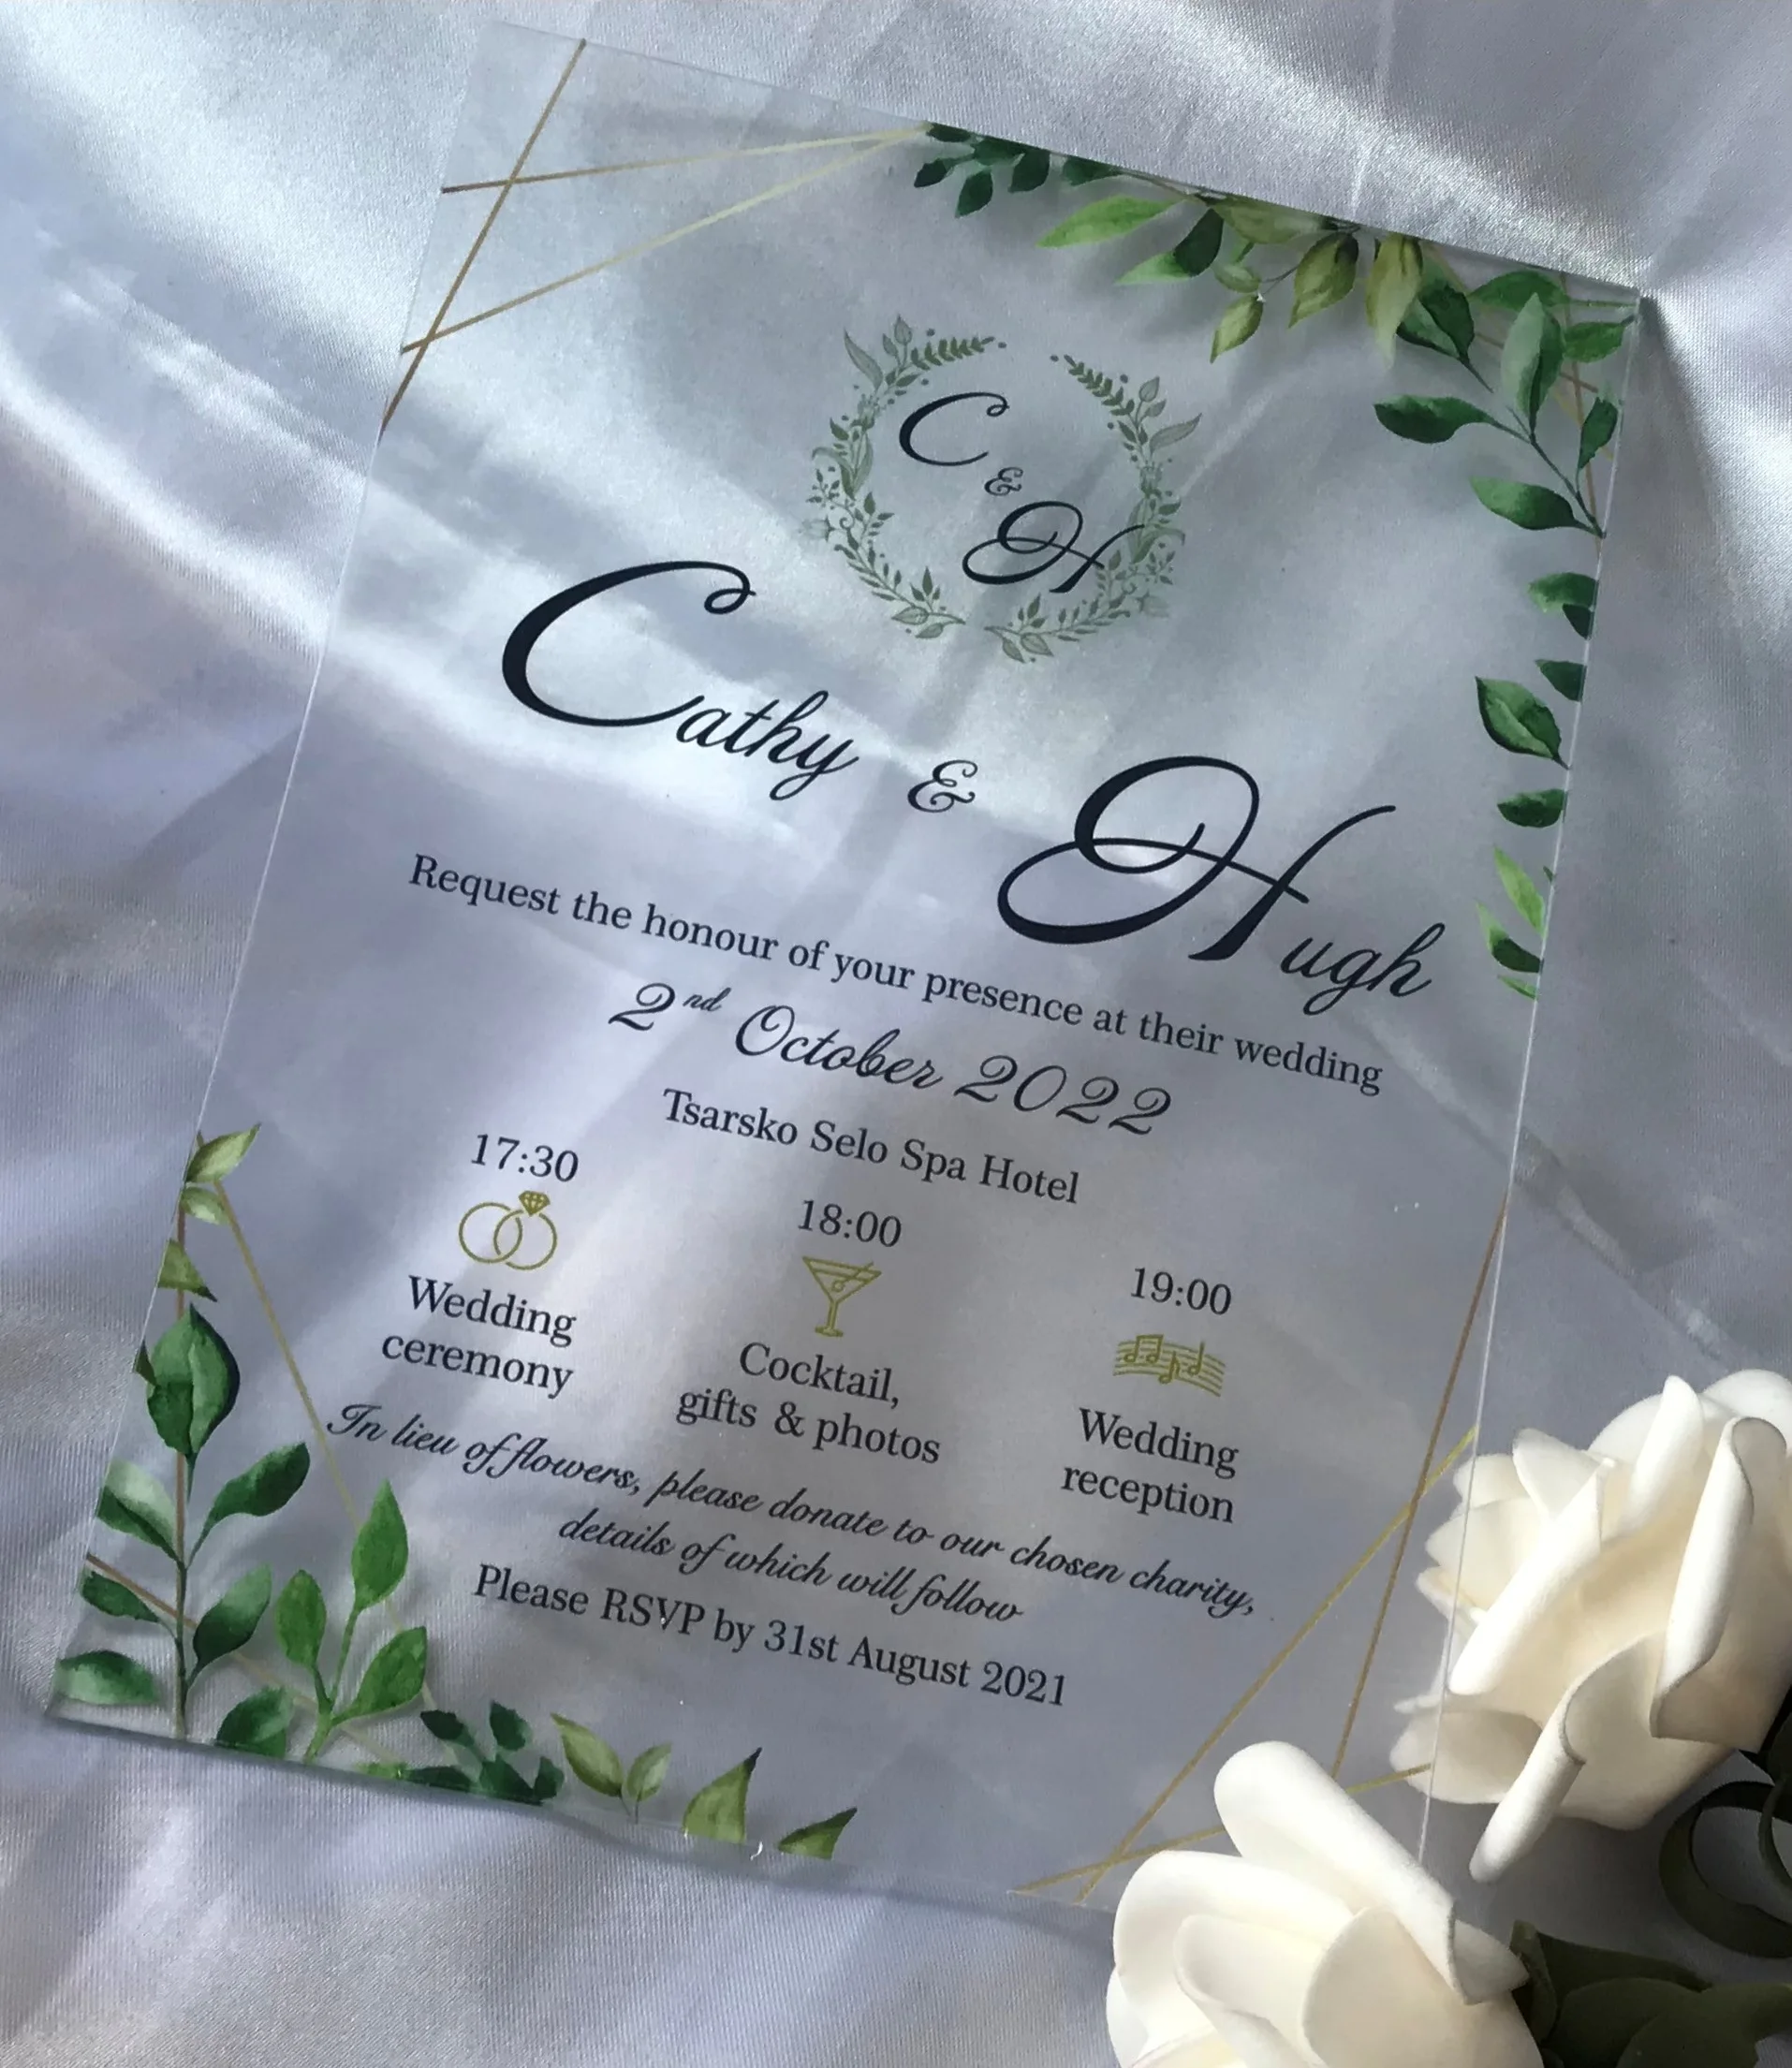 C
&
H
Cathy & Hugh
Request the honour of your presence at their wedding
2nd October 2022
Tsarsko Selo Spa Hotel
17:30
Wedding
ceremony
18:00
Cocktail,
gifts & photos
19:00
Wedding
reception
In lieu of flowers, please donate to our chosen charity,
details of which will follow
Please RSVP by 31st August 2021